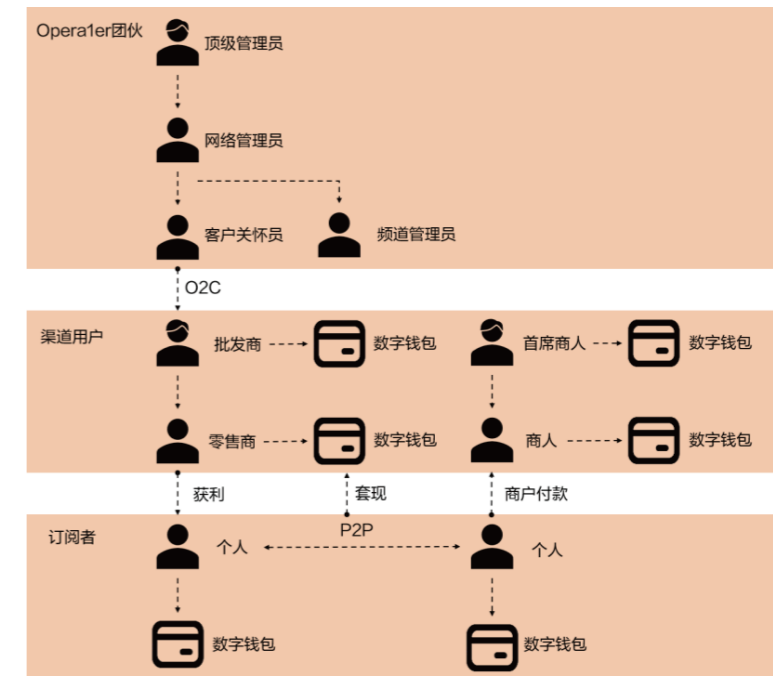 Opera1er团伙
顶级管理员
网络管理员
客户关怀员
频道管理员
O2C
渠道用户
批发商
数字钱包
首席商人
数字钱包
零售商
数字钱包
商人
数字钱包
获利
套现
商户付款
订阅者
P2P
个人
个人
数字钱包
数字钱包